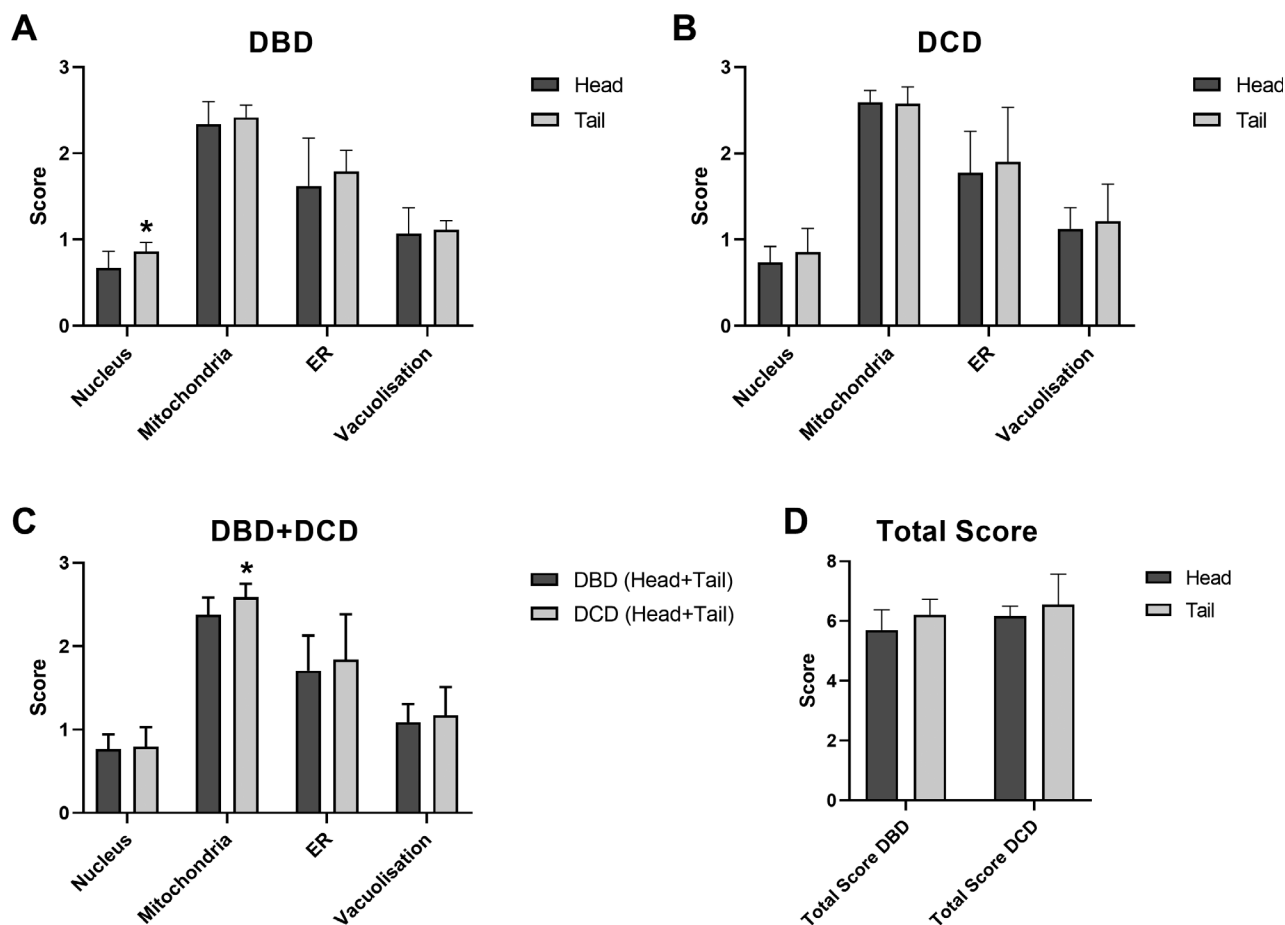 A
DBD
3
2
1
0
Score
*
Nucleus
Mitochondria
ER
Vacuolisation
Head
Tail
B
DCD
3
2
1
0
Score
Nucleus
Mitochondria
ER
Vacuolisation
Head
Tail
C
DBD+DCD
3
2
1
0
Score
*
Nucleus
Mitochondria
ER
Vacuolisation
DBD (Head+Tail)
DCD (Head+Tail)
D
Total Score
8
6
4
2
0
Score
Total Score DBD
Total Score DCD
Head
Tail